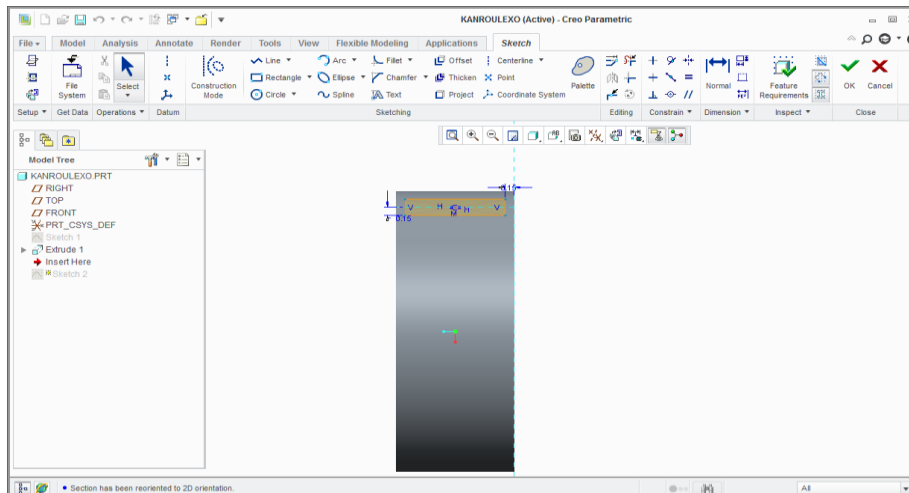 KANROULEXO (Active) - Creo Parametric
File Model Analysis Annotate Render Tools View Flexible Modeling Applications Sketch
Line Arc Fillet Offset Centerline
Rectangle Ellipse Chamfer Thicken Point
Circle Spline Text Project Coordinate System
File System Select Construction Mode Palette Normal Feature Requirements OK Cancel
Setup Get Data Operations Datum Sketching Editing Constrain Dimension Inspect Close
Model Tree
KANROULEXO.PRT
RIGHT
TOP
FRONT
PRT_CSYS_DEF
Sketch 1
Extrude 1
Insert Here
Sketch 2
0.15
V H H V
M
0.15
Section has been reoriented to 2D orientation.
All